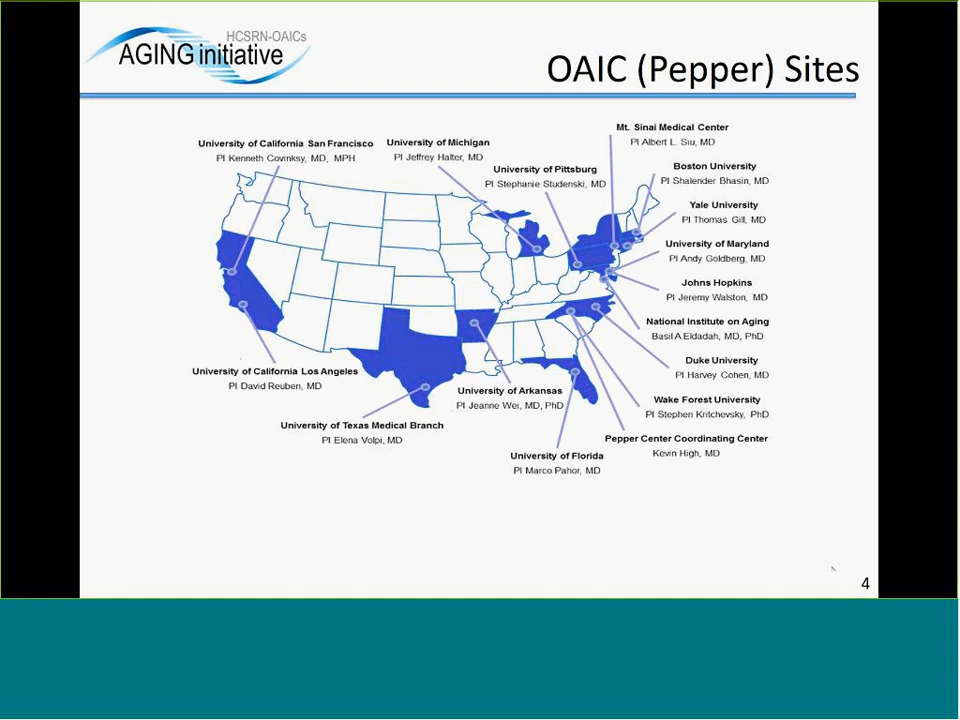 HCSRN-OAICs
AGING initiative
OAIC (Pepper) Sites
Mt. Sinai Medical Center
PI Albert L. Siu, MD
University of California San Francisco
PI Kenneth Covinksy, MD, MPH
University of Michigan
PI Jeffrey Halter, MD
University of Pittsburg
PI Stephanie Studenski, MD
Boston University
PI Shalender Bhasin, MD
Yale University
PI Thomas Gill, MD
University of Maryland
PI Andy Goldberg, MD
Johns Hopkins
PI Jeremy Walston, MD
National Institute on Aging
Basil A Eldadah, MD, PhD
Duke University
PI Harvey Cohen, MD
University of California Los Angeles
PI David Reuben, MD
University of Arkansas
PI Jeanne Wei, MD, PhD
Wake Forest University
PI Stephen Kritchevsky, PhD
University of Texas Medical Branch
PI Elena Volpi, MD
Pepper Center Coordinating Center
Kevin High, MD
University of Florida
PI Marco Pahor, MD
4